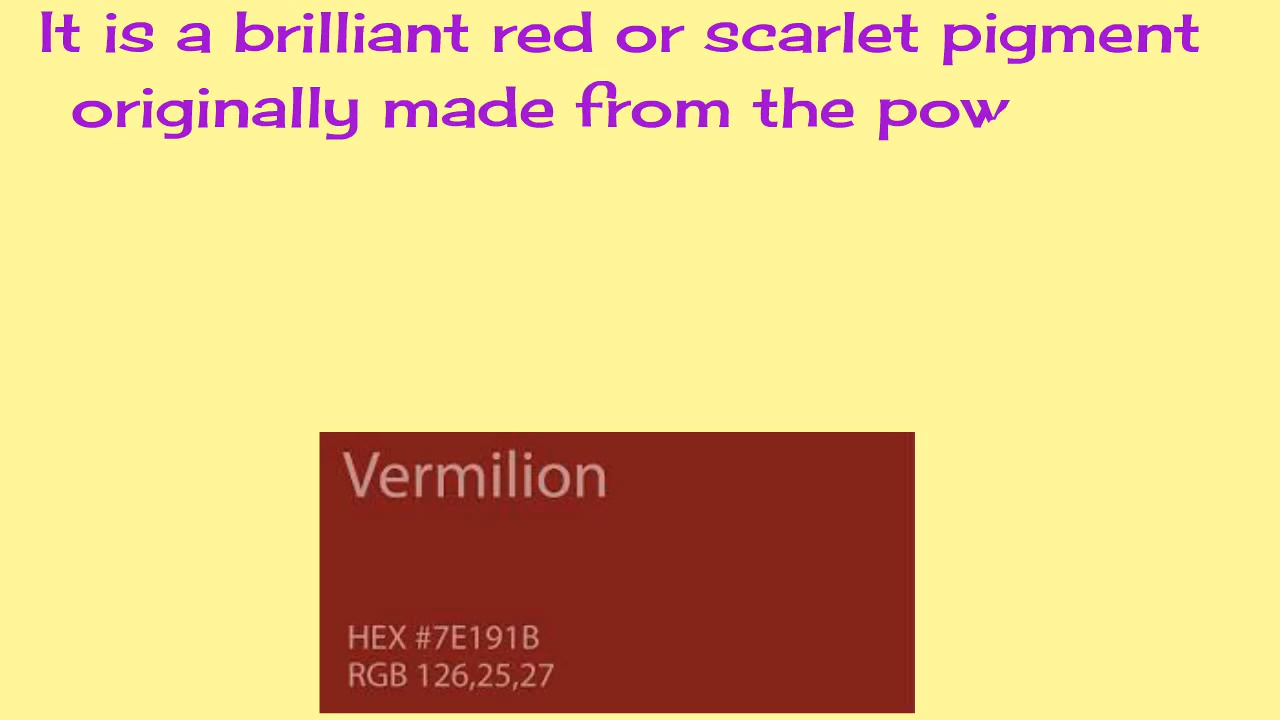 It is a brilliant red or scarlet pigment
originally made from the pow
Vermilion
HEX #7E191B
RGB 126,25,27